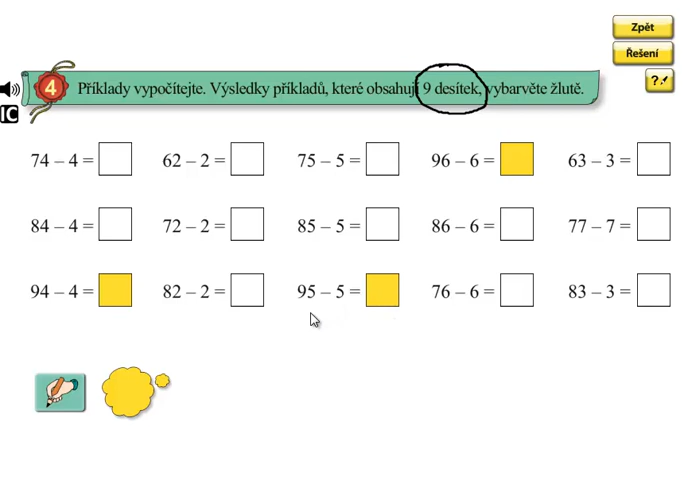 Zpět
Řešení
?
4 Příklady vypočítejte. Výsledky příkladů, které obsahují 9 desítek, vybarvěte žlutě.
IC
74 – 4 = 62 – 2 = 75 – 5 = 96 – 6 = 63 – 3 =
84 – 4 = 72 – 2 = 85 – 5 = 86 – 6 = 77 – 7 =
94 – 4 = 82 – 2 = 95 – 5 = 76 – 6 = 83 – 3 =